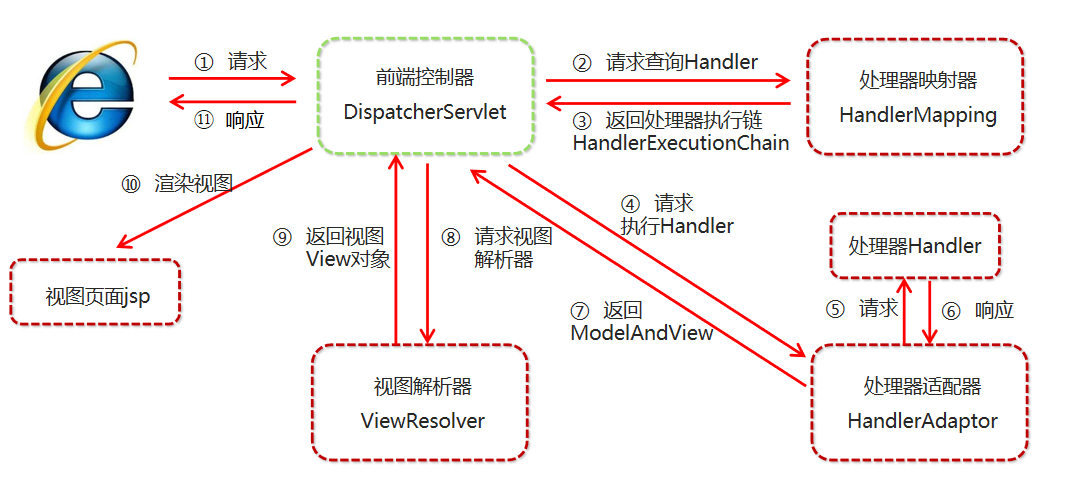 ① 请求
⑪ 响应
前端控制器
DispatcherServlet
② 请求查询Handler
③ 返回处理器执行链
HandlerExecutionChain
处理器映射器
HandlerMapping
⑩ 渲染视图
⑨ 返回视图
View对象
⑧ 请求视图
解析器
④ 请求
执行Handler
处理器Handler
视图页面jsp
⑦ 返回
ModelAndView
⑤ 请求
⑥ 响应
视图解析器
ViewResolver
处理器适配器
HandlerAdaptor